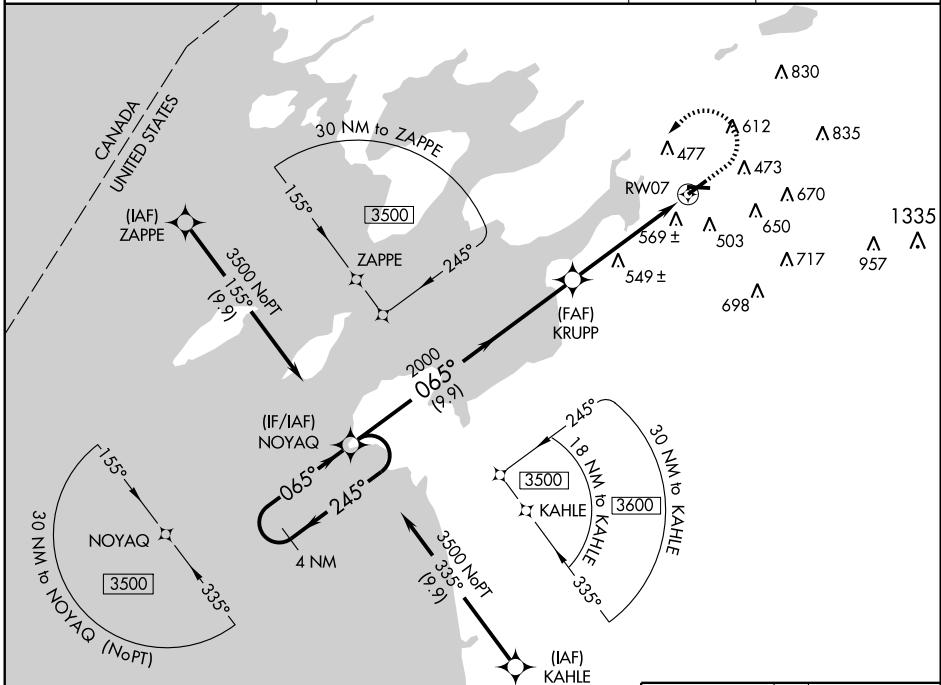 830
612
835
477
473
RW07
670
650
1335
569 ±
503
957
717
549 ±
698
CANADA
UNITED STATES
30 NM to ZAPPE
155°
3500
245°
ZAPPE
(IAF)
ZAPPE
3500 NoPT
155°
(9.9)
(FAF)
KRUPP
2000
065°
(9.9)
(IF/IAF)
NOYAQ
065°
245°
4 NM
155°
NOYAQ
3500
335°
30 NM to NOYAQ (NoPT)
245°
3500
18 NM to KAHLE
3600
30 NM to KAHLE
KAHLE
335°
3500 NoPT
335°
(9.9)
(IAF)
KAHLE